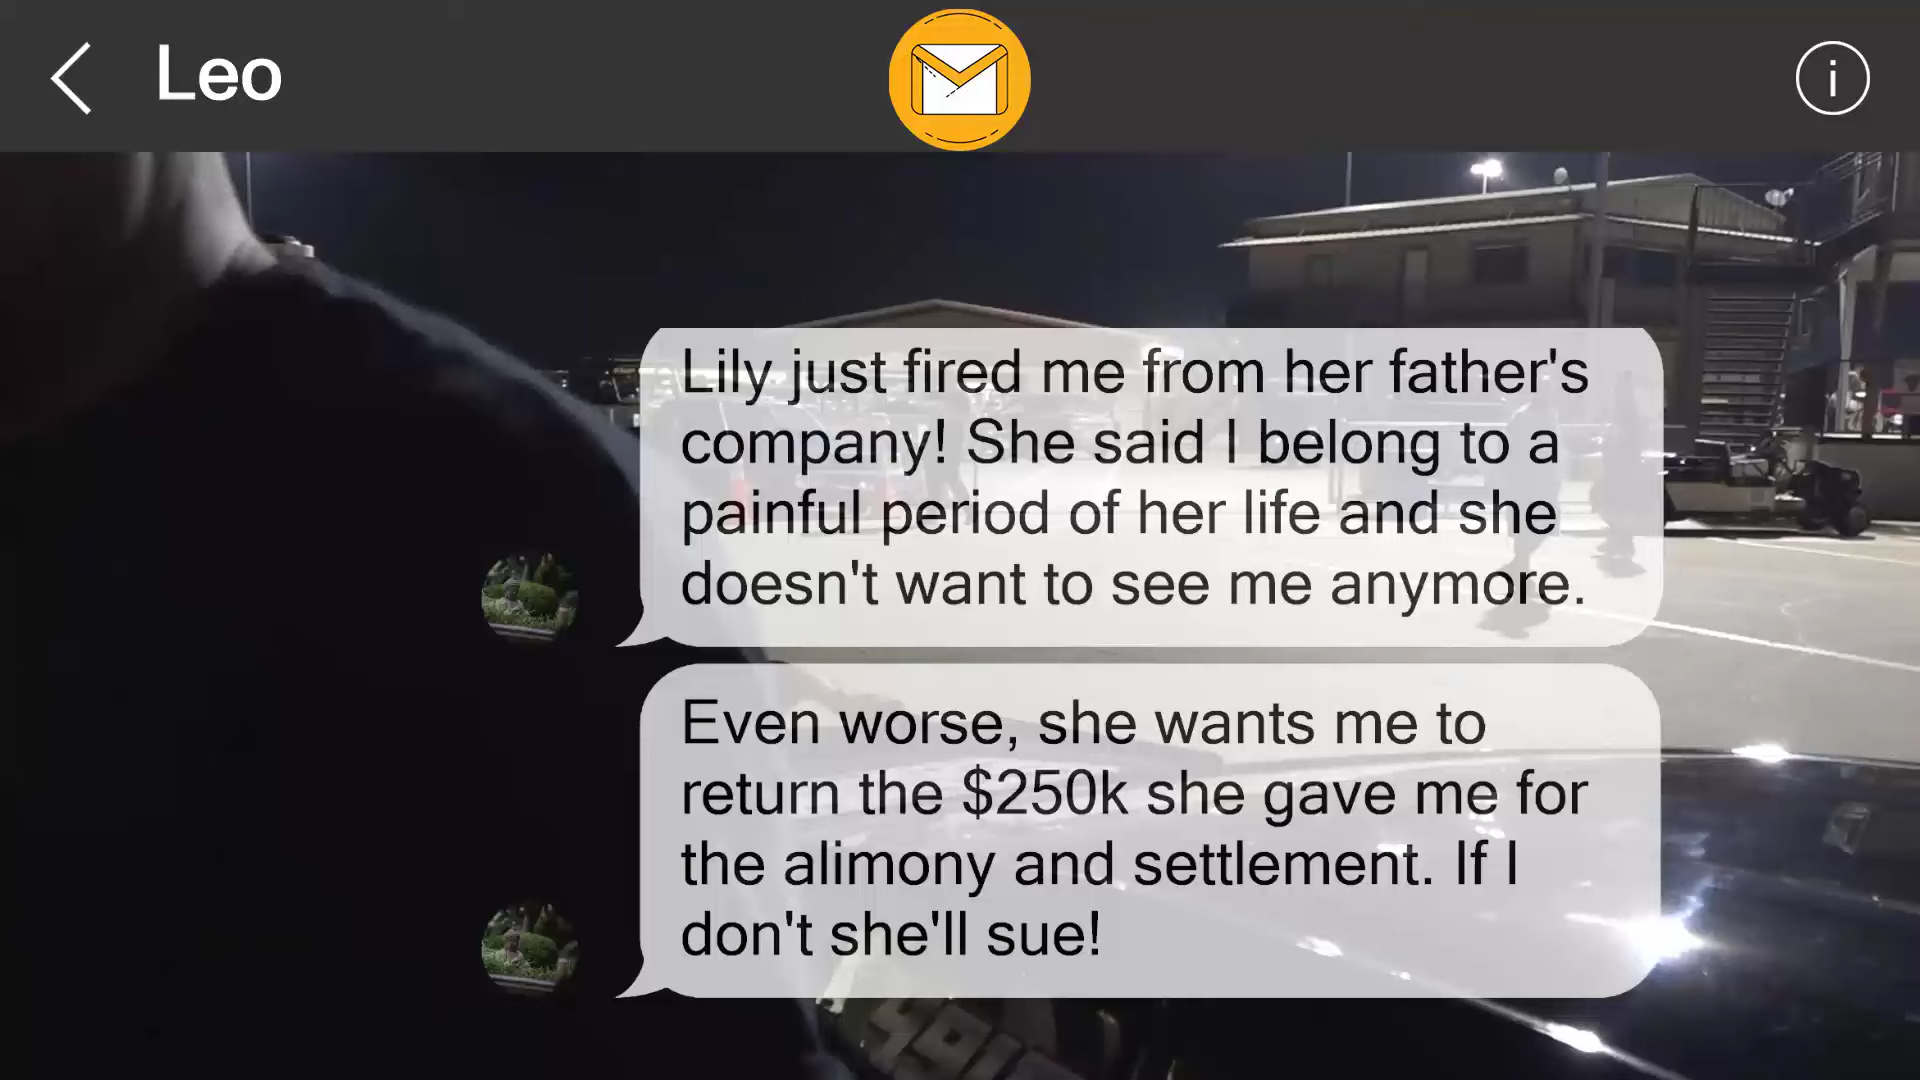 Leo
i
Lily just fired me from her father's
company! She said I belong to a
painful period of her life and she
doesn't want to see me anymore.
Even worse, she wants me to
return the $250k she gave me for
the alimony and settlement. If I
don't she'll sue!